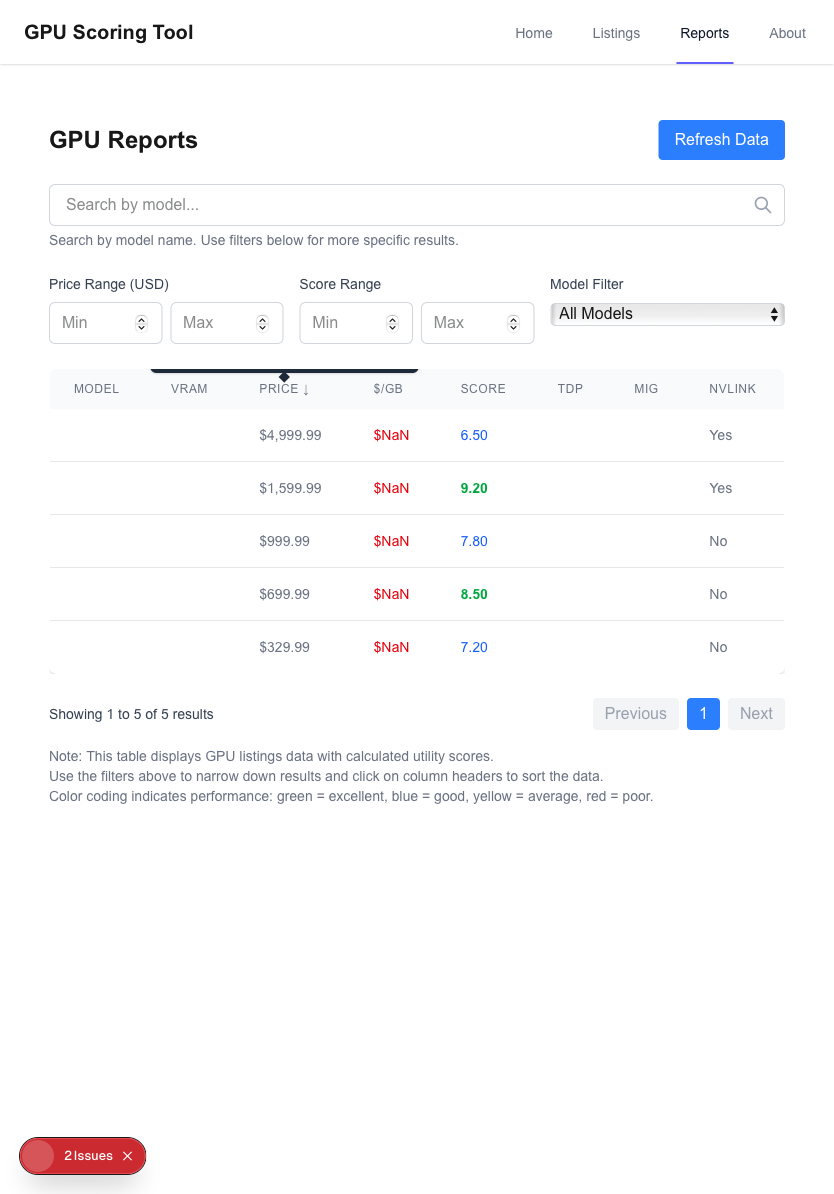 GPU Scoring Tool
Home Listings Reports About
GPU Reports
Refresh Data
Search by model...
Search by model name. Use filters below for more specific results.
Price Range (USD) Score Range Model Filter
Min Max Min Max All Models
MODEL VRAM PRICE ↓ $/GB SCORE TDP MIG NVLINK
$4,999.99 $NaN 6.50 Yes
$1,599.99 $NaN 9.20 Yes
$999.99 $NaN 7.80 No
$699.99 $NaN 8.50 No
$329.99 $NaN 7.20 No
Showing 1 to 5 of 5 results
Previous 1 Next
Note: This table displays GPU listings data with calculated utility scores.
Use the filters above to narrow down results and click on column headers to sort the data.
Color coding indicates performance: green = excellent, blue = good, yellow = average, red = poor.
2 Issues